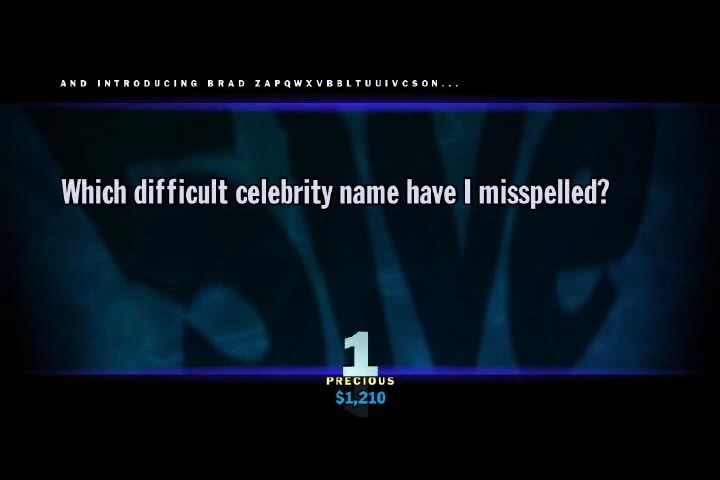 AND INTRODUCING BRAD ZAPQWXVBBLTUUIVCSON...
Which difficult celebrity name have I misspelled?
1
PRECIOUS
$1,210